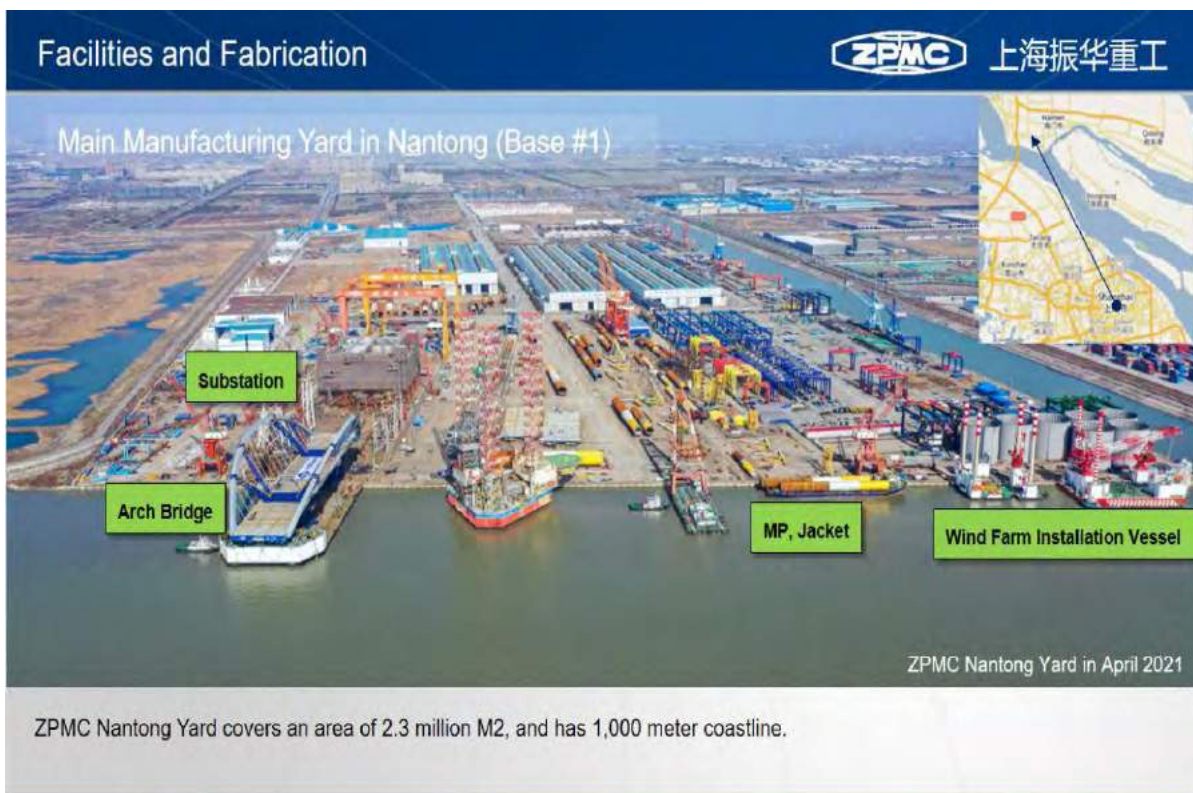 Facilities and Fabrication
ZPMC 上海振华重工
Main Manufacturing Yard in Nantong (Base #1)
Substation
Arch Bridge
MP, Jacket
Wind Farm Installation Vessel
ZPMC Nantong Yard in April 2021
ZPMC Nantong Yard covers an area of 2.3 million M2, and has 1,000 meter coastline.